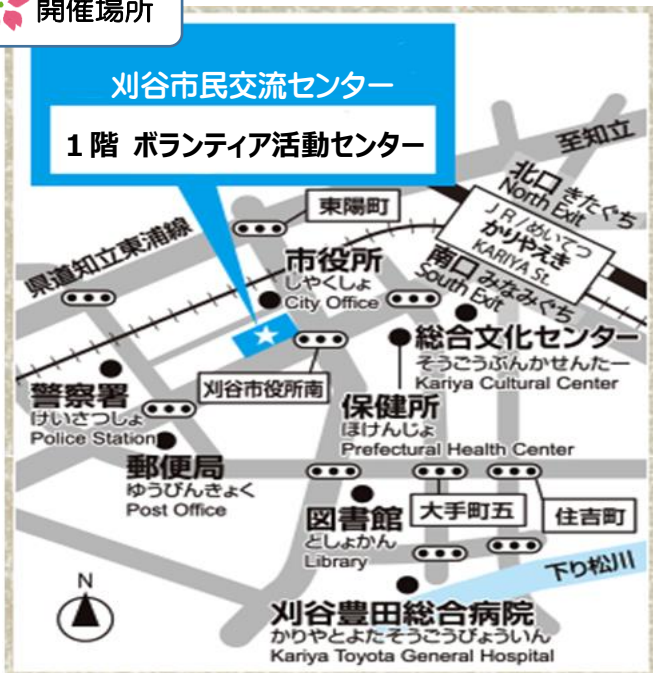 開催場所
刈谷市民交流センター
1階 ボランティア活動センター
至知立
北口 きたぐち
North Exit
JR/めいてつ
かりやえき
KARIYA St.
南口 みなみぐち
South Exit
東陽町
県道知立東浦線
市役所
しやくしょ
City Office
総合文化センター
そうごうぶんかせんたー
Kariya Cultural Center
刈谷市役所南
警察署
けいさつしょ
Police Station
保健所
ほけんじょ
Prefectural Health Center
郵便局
ゆうびんきょく
Post Office
図書館
としょかん
Library
大手町五
住吉町
下り松川
N
刈谷豊田総合病院
かりやとよたそうごうびょういん
Kariya Toyota General Hospital